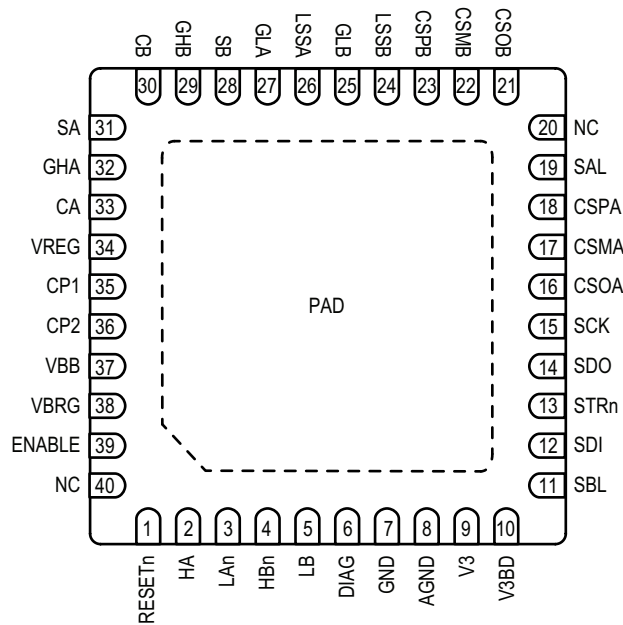 CB GHB SB GLA LSSA GLB LSSB CSPB CSMB CSOB
30 29 28 27 26 25 24 23 22 21
SA 31 20 NC
GHA 32 19 SAL
CA 33 18 CSPA
VREG 34 17 CSMA
CP1 35 16 CSOA
PAD
CP2 36 15 SCK
VBB 37 14 SDO
VBRG 38 13 STRn
ENABLE 39 12 SDI
NC 40 11 SBL
1 2 3 4 5 6 7 8 9 10
RESETn HA LAn HBn LB DIAG GND AGND V3 V3BD